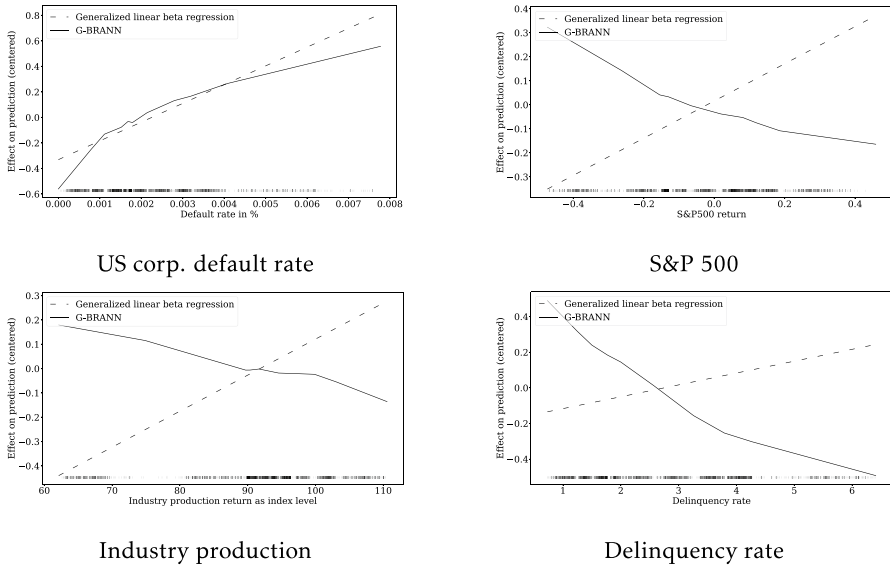 Generalized linear beta regression
G-BRANN
Effect on prediction (centered)
0.8
0.6
0.4
0.2
0.0
−0.2
−0.4
−0.6
0.000 0.001 0.002 0.003 0.004 0.005 0.006 0.007 0.008
Default rate in %
US corp. default rate
Generalized linear beta regression
G-BRANN
Effect on prediction (centered)
0.4
0.3
0.2
0.1
0.0
−0.1
−0.2
−0.3
−0.4 −0.2 0.0 0.2 0.4
S&P500 return
S&P 500
Generalized linear beta regression
G-BRANN
Effect on prediction (centered)
0.3
0.2
0.1
0.0
−0.1
−0.2
−0.3
−0.4
60 70 80 90 100 110
Industry production return as index level
Industry production
Generalized linear beta regression
G-BRANN
Effect on prediction (centered)
0.4
0.2
0.0
−0.2
−0.4
1 2 3 4 5 6
Delinquency rate
Delinquency rate